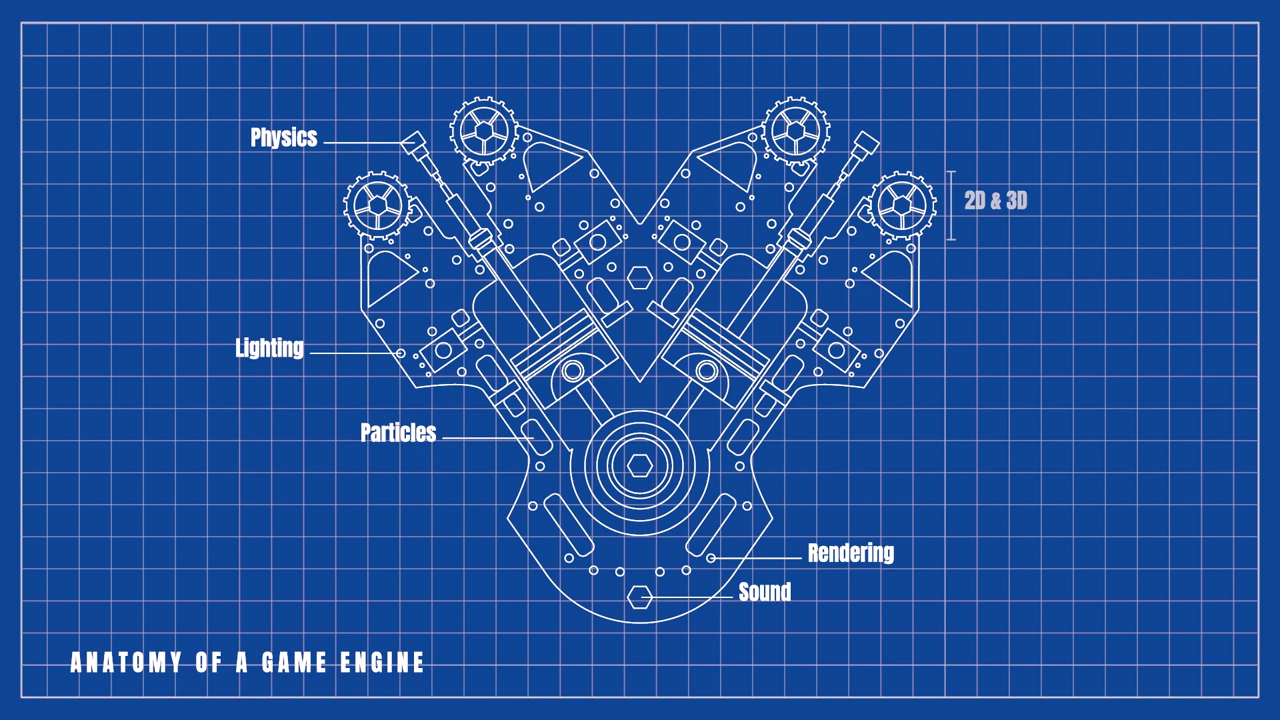 Physics
2D & 3D
Lighting
Particles
Rendering
Sound
ANATOMY OF A GAME ENGINE